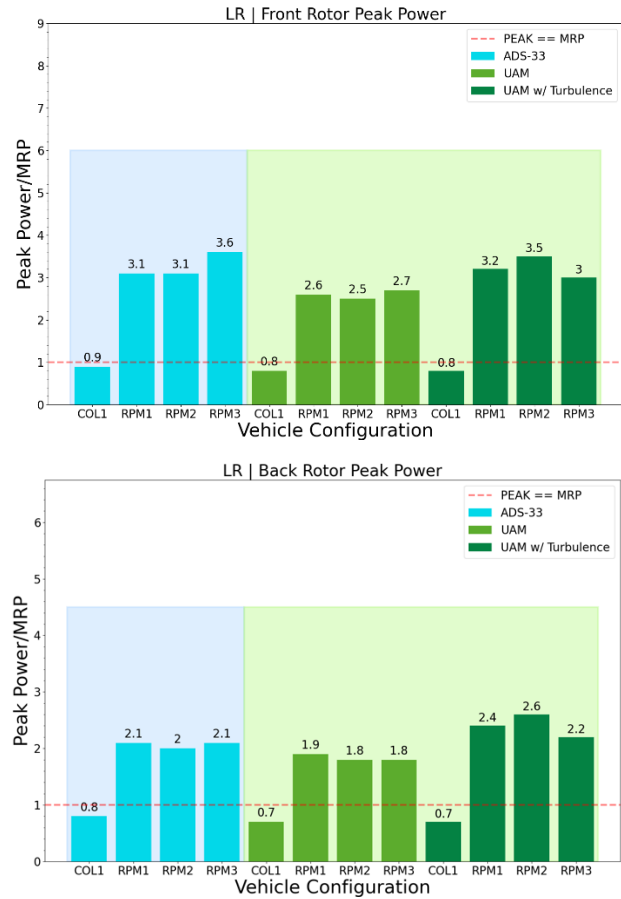 LR | Front Rotor Peak Power
Peak Power/MRP
9
8
7
6
5
4
3
2
1
0
PEAK == MRP
ADS-33
UAM
UAM w/ Turbulence
0.9
3.1
3.1
3.6
0.8
2.6
2.5
2.7
0.8
3.2
3.5
3
COL1 RPM1 RPM2 RPM3 COL1 RPM1 RPM2 RPM3 COL1 RPM1 RPM2 RPM3
Vehicle Configuration
LR | Back Rotor Peak Power
Peak Power/MRP
6
5
4
3
2
1
0
PEAK == MRP
ADS-33
UAM
UAM w/ Turbulence
0.8
2.1
2
2.1
0.7
1.9
1.8
1.8
0.7
2.4
2.6
2.2
COL1 RPM1 RPM2 RPM3 COL1 RPM1 RPM2 RPM3 COL1 RPM1 RPM2 RPM3
Vehicle Configuration